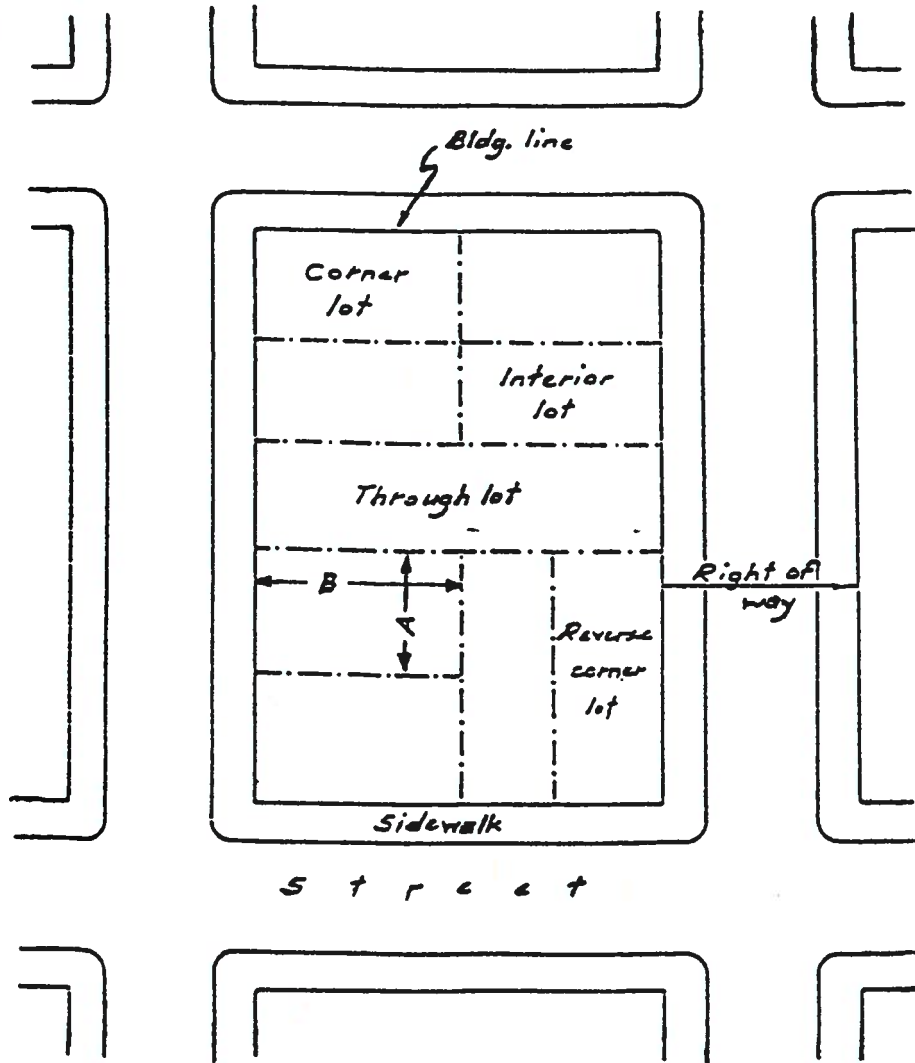 Bldg. line
Corner
lot
Interior
lot
Through lot
B
A
Right of
way
Reverse
corner
lot
Sidewalk
Street